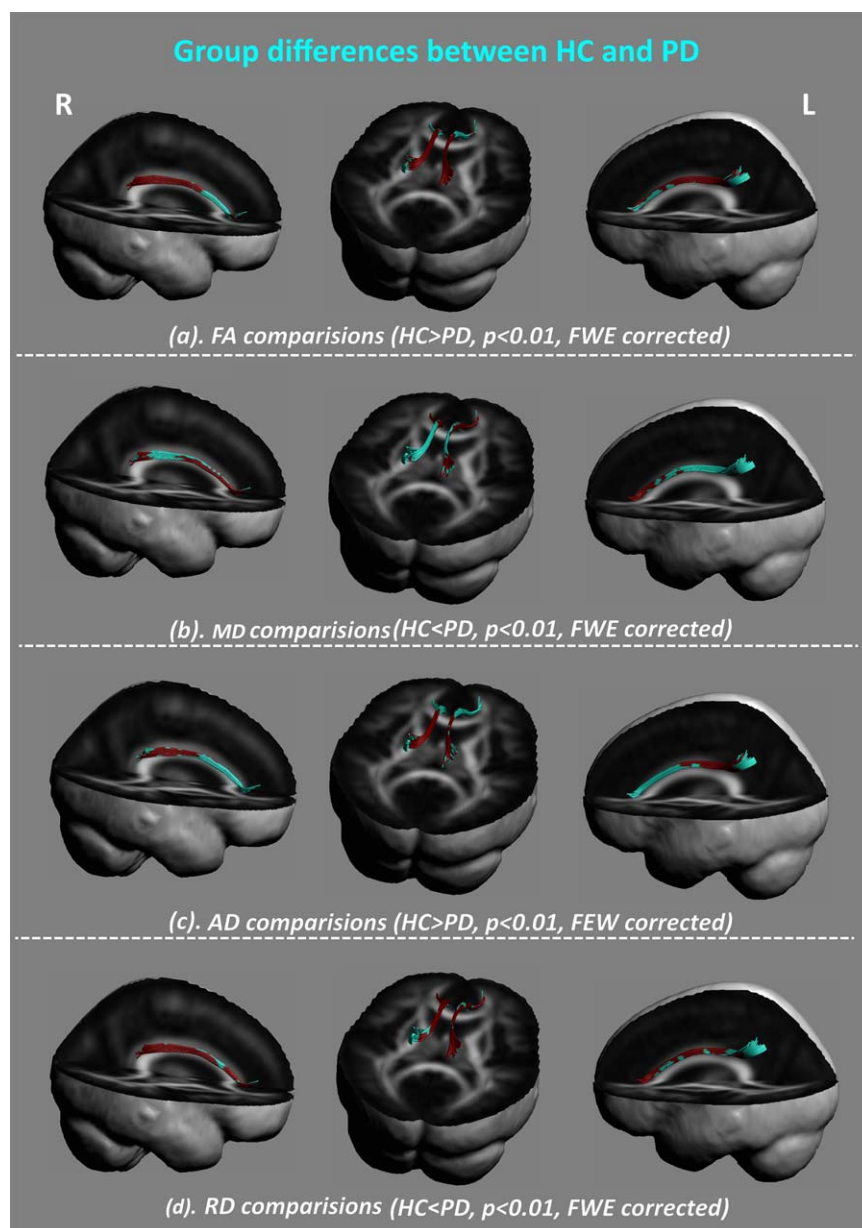 Group differences between HC and PD
R L
(a). FA comparisions (HC>PD, p<0.01, FWE corrected)
(b). MD comparisions(HC<PD, p<0.01, FWE corrected)
(c). AD comparisions (HC>PD, p<0.01, FEW corrected)
(d). RD comparisions (HC<PD, p<0.01, FWE corrected)